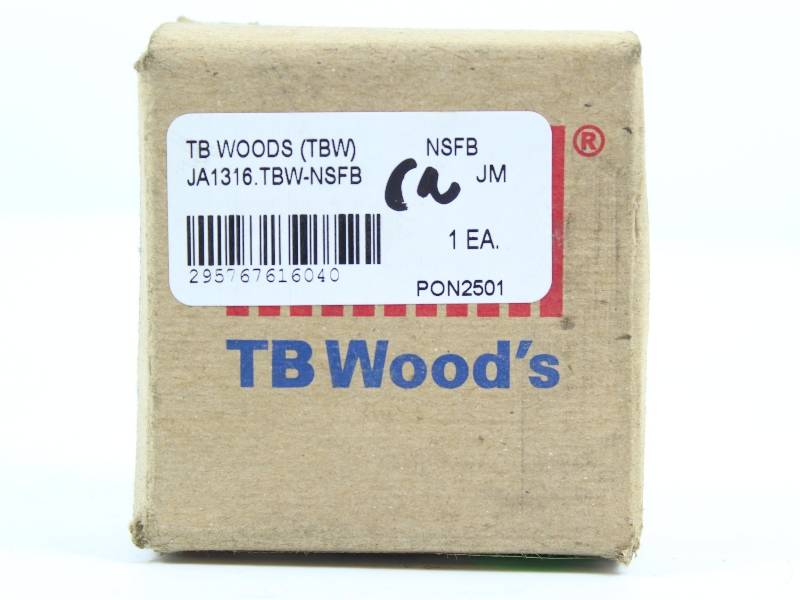 TB WOODS (TBW) NSFB
JA1316.TBW-NSFB JM
1 EA.
295767616040
PON2501
®
TB Wood's